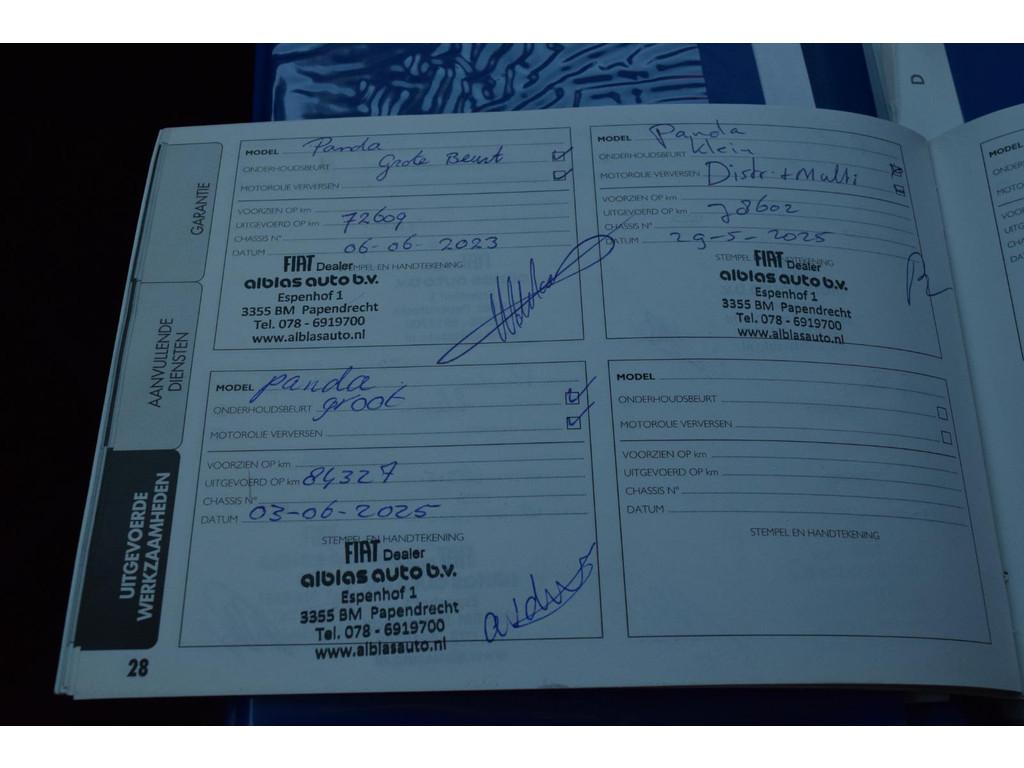 D
GARANTIE
AANVULLENDE
DIENSTEN
UITGEVOERDE
WERKZAAMHEDEN
28
MODEL Panda
ONDERHOUDSBEURT Grote Beurt
MOTOROLIE VERVERSEN
VOORZIEN OP km
UITGEVOERD OP km 72609
CHASSIS N°
DATUM 06-06-2023
STEMPEL EN HANDTEKENING
FIAT Dealer
alblas auto b.v.
Espenhof 1
3355 BM Papendrecht
Tel. 078 - 6919700
www.alblasauto.nl
MODEL Panda
ONDERHOUDSBEURT Klein
MOTOROLIE VERVERSEN Distr. + Multi
VOORZIEN OP km
UITGEVOERD OP km 78602
CHASSIS N°
DATUM 29-5-2025
STEMPEL EN HANDTEKENING
FIAT Dealer
alblas auto b.v.
Espenhof 1
3355 BM Papendrecht
Tel. 078 - 6919700
www.alblasauto.nl
MODEL panda
ONDERHOUDSBEURT groot
MOTOROLIE VERVERSEN
VOORZIEN OP km
UITGEVOERD OP km 84327
CHASSIS N°
DATUM 03-06-2025
STEMPEL EN HANDTEKENING
FIAT Dealer
alblas auto b.v.
Espenhof 1
3355 BM Papendrecht
Tel. 078 - 6919700
www.alblasauto.nl
MODEL
ONDERHOUDSBEURT
MOTOROLIE VERVERSEN
VOORZIEN OP km
UITGEVOERD OP km
CHASSIS N°
DATUM
STEMPEL EN HANDTEKENING